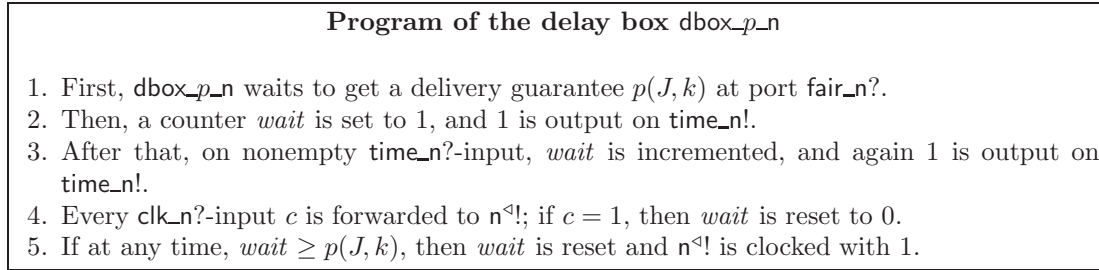 Program of the delay box dbox_p_n
1. First, dbox_p_n waits to get a delivery guarantee p(J, k) at port fair_n?.
2. Then, a counter wait is set to 1, and 1 is output on time_n!.
3. After that, on nonempty time_n?-input, wait is incremented, and again 1 is output on
time_n!.
4. Every clk_n?-input c is forwarded to n◁!; if c = 1, then wait is reset to 0.
5. If at any time, wait ≥ p(J, k), then wait is reset and n◁! is clocked with 1.